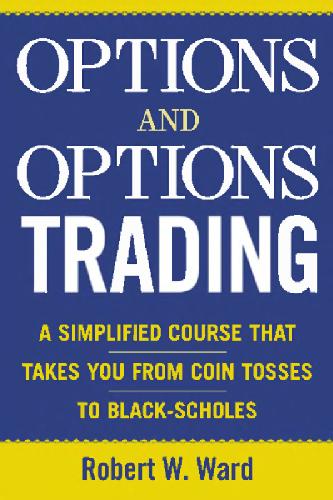 OPTIONS
AND
OPTIONS
TRADING
A SIMPLIFIED COURSE THAT
TAKES YOU FROM COIN TOSSES
TO BLACK-SCHOLES
Robert W. Ward